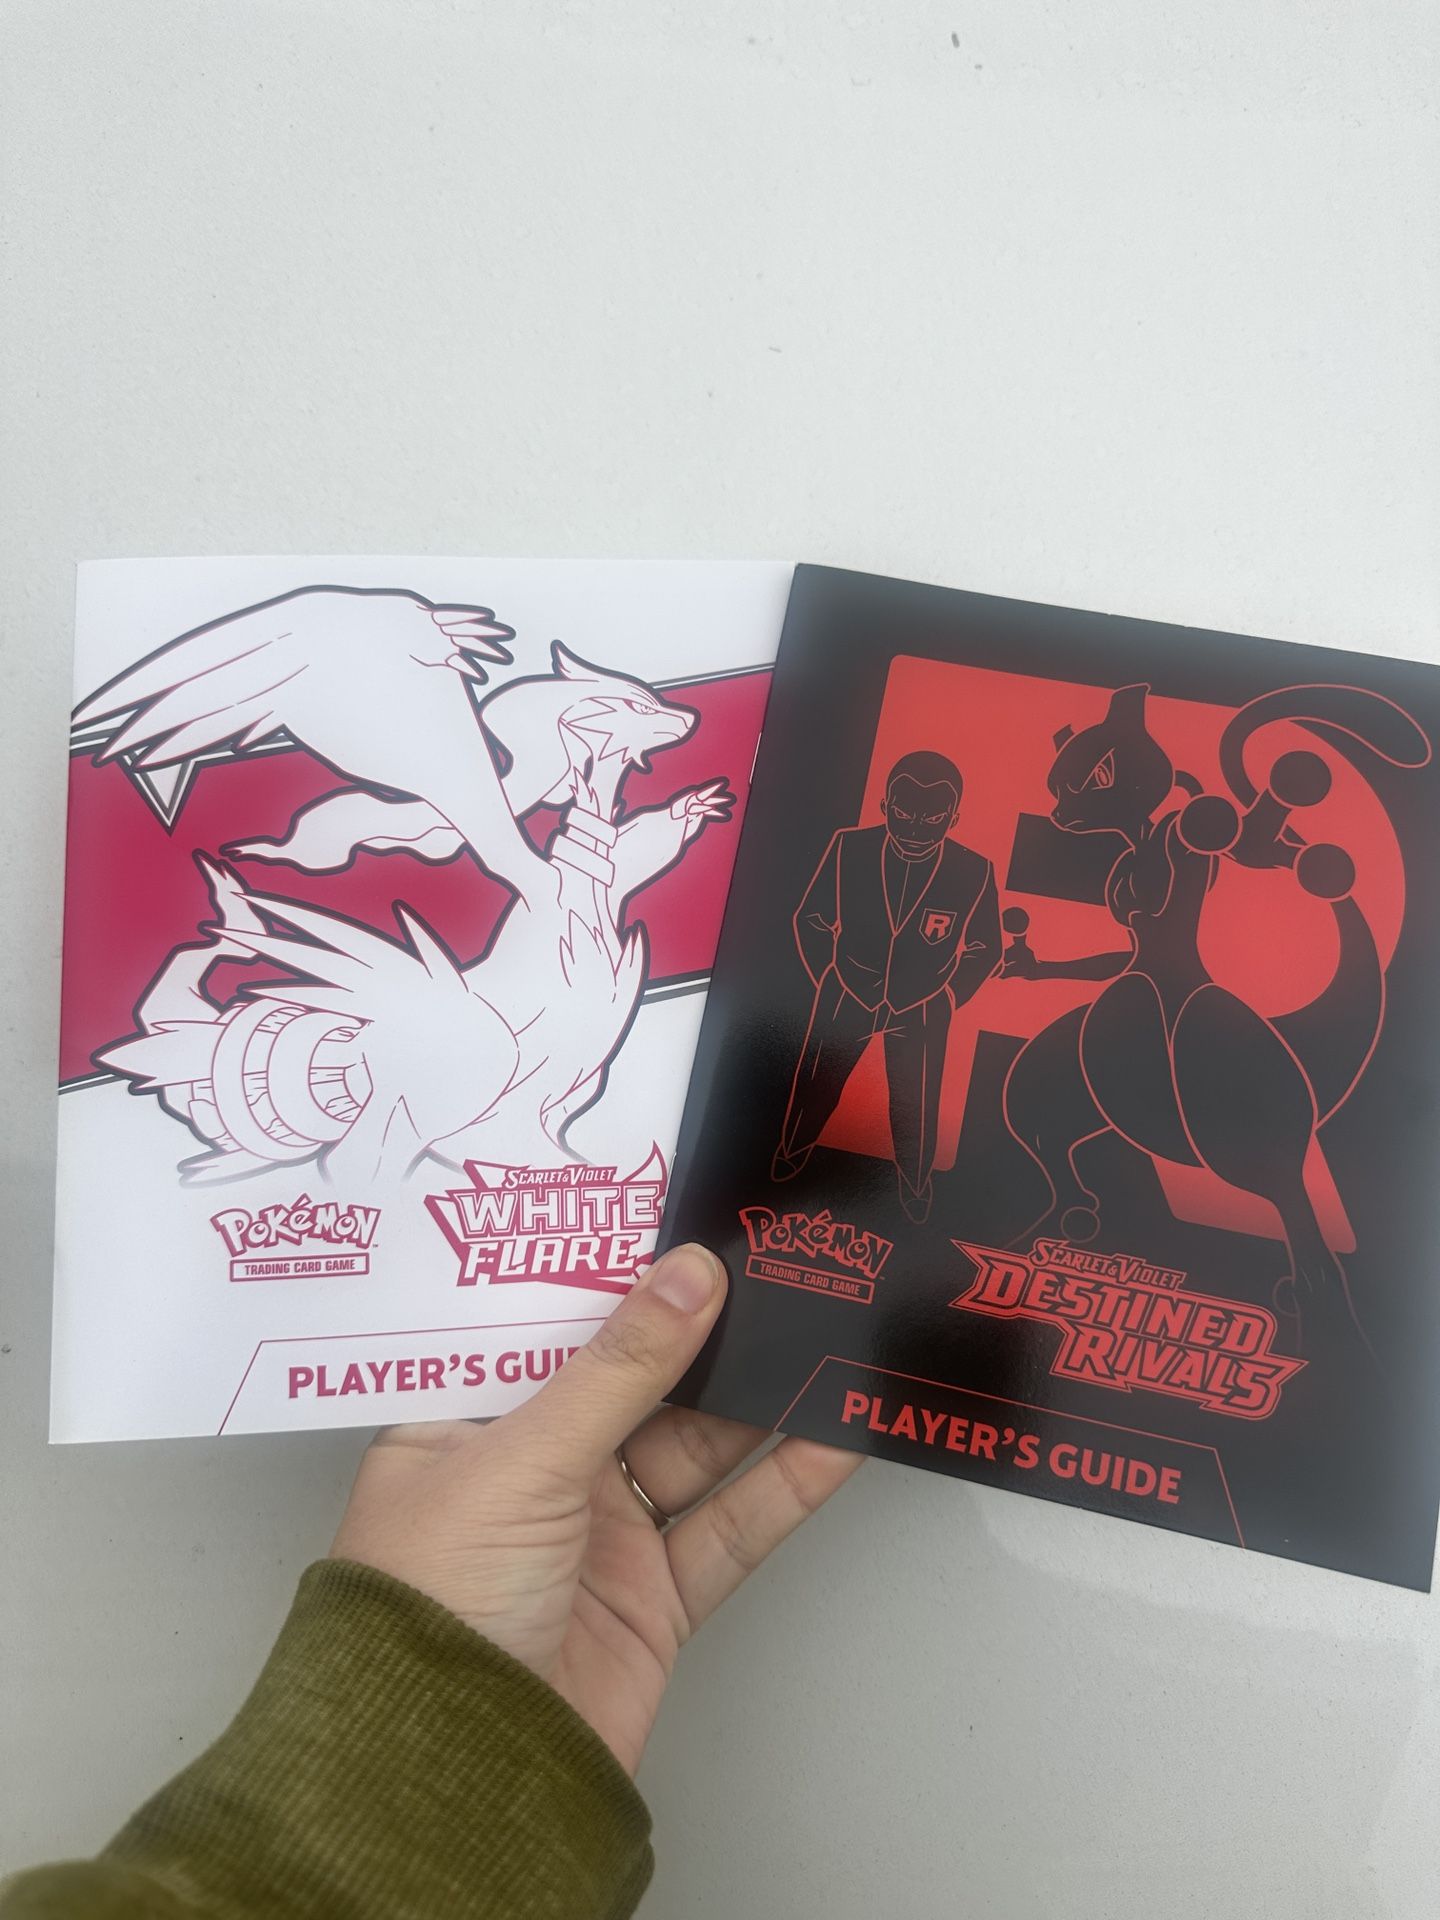 Pokémon
TRADING CARD GAME
SCARLET & VIOLET
WHITE
FLARE
PLAYER'S GUI
R
Pokémon
TRADING CARD GAME
SCARLET & VIOLET
DESTINED
RIVALS
PLAYER'S GUIDE